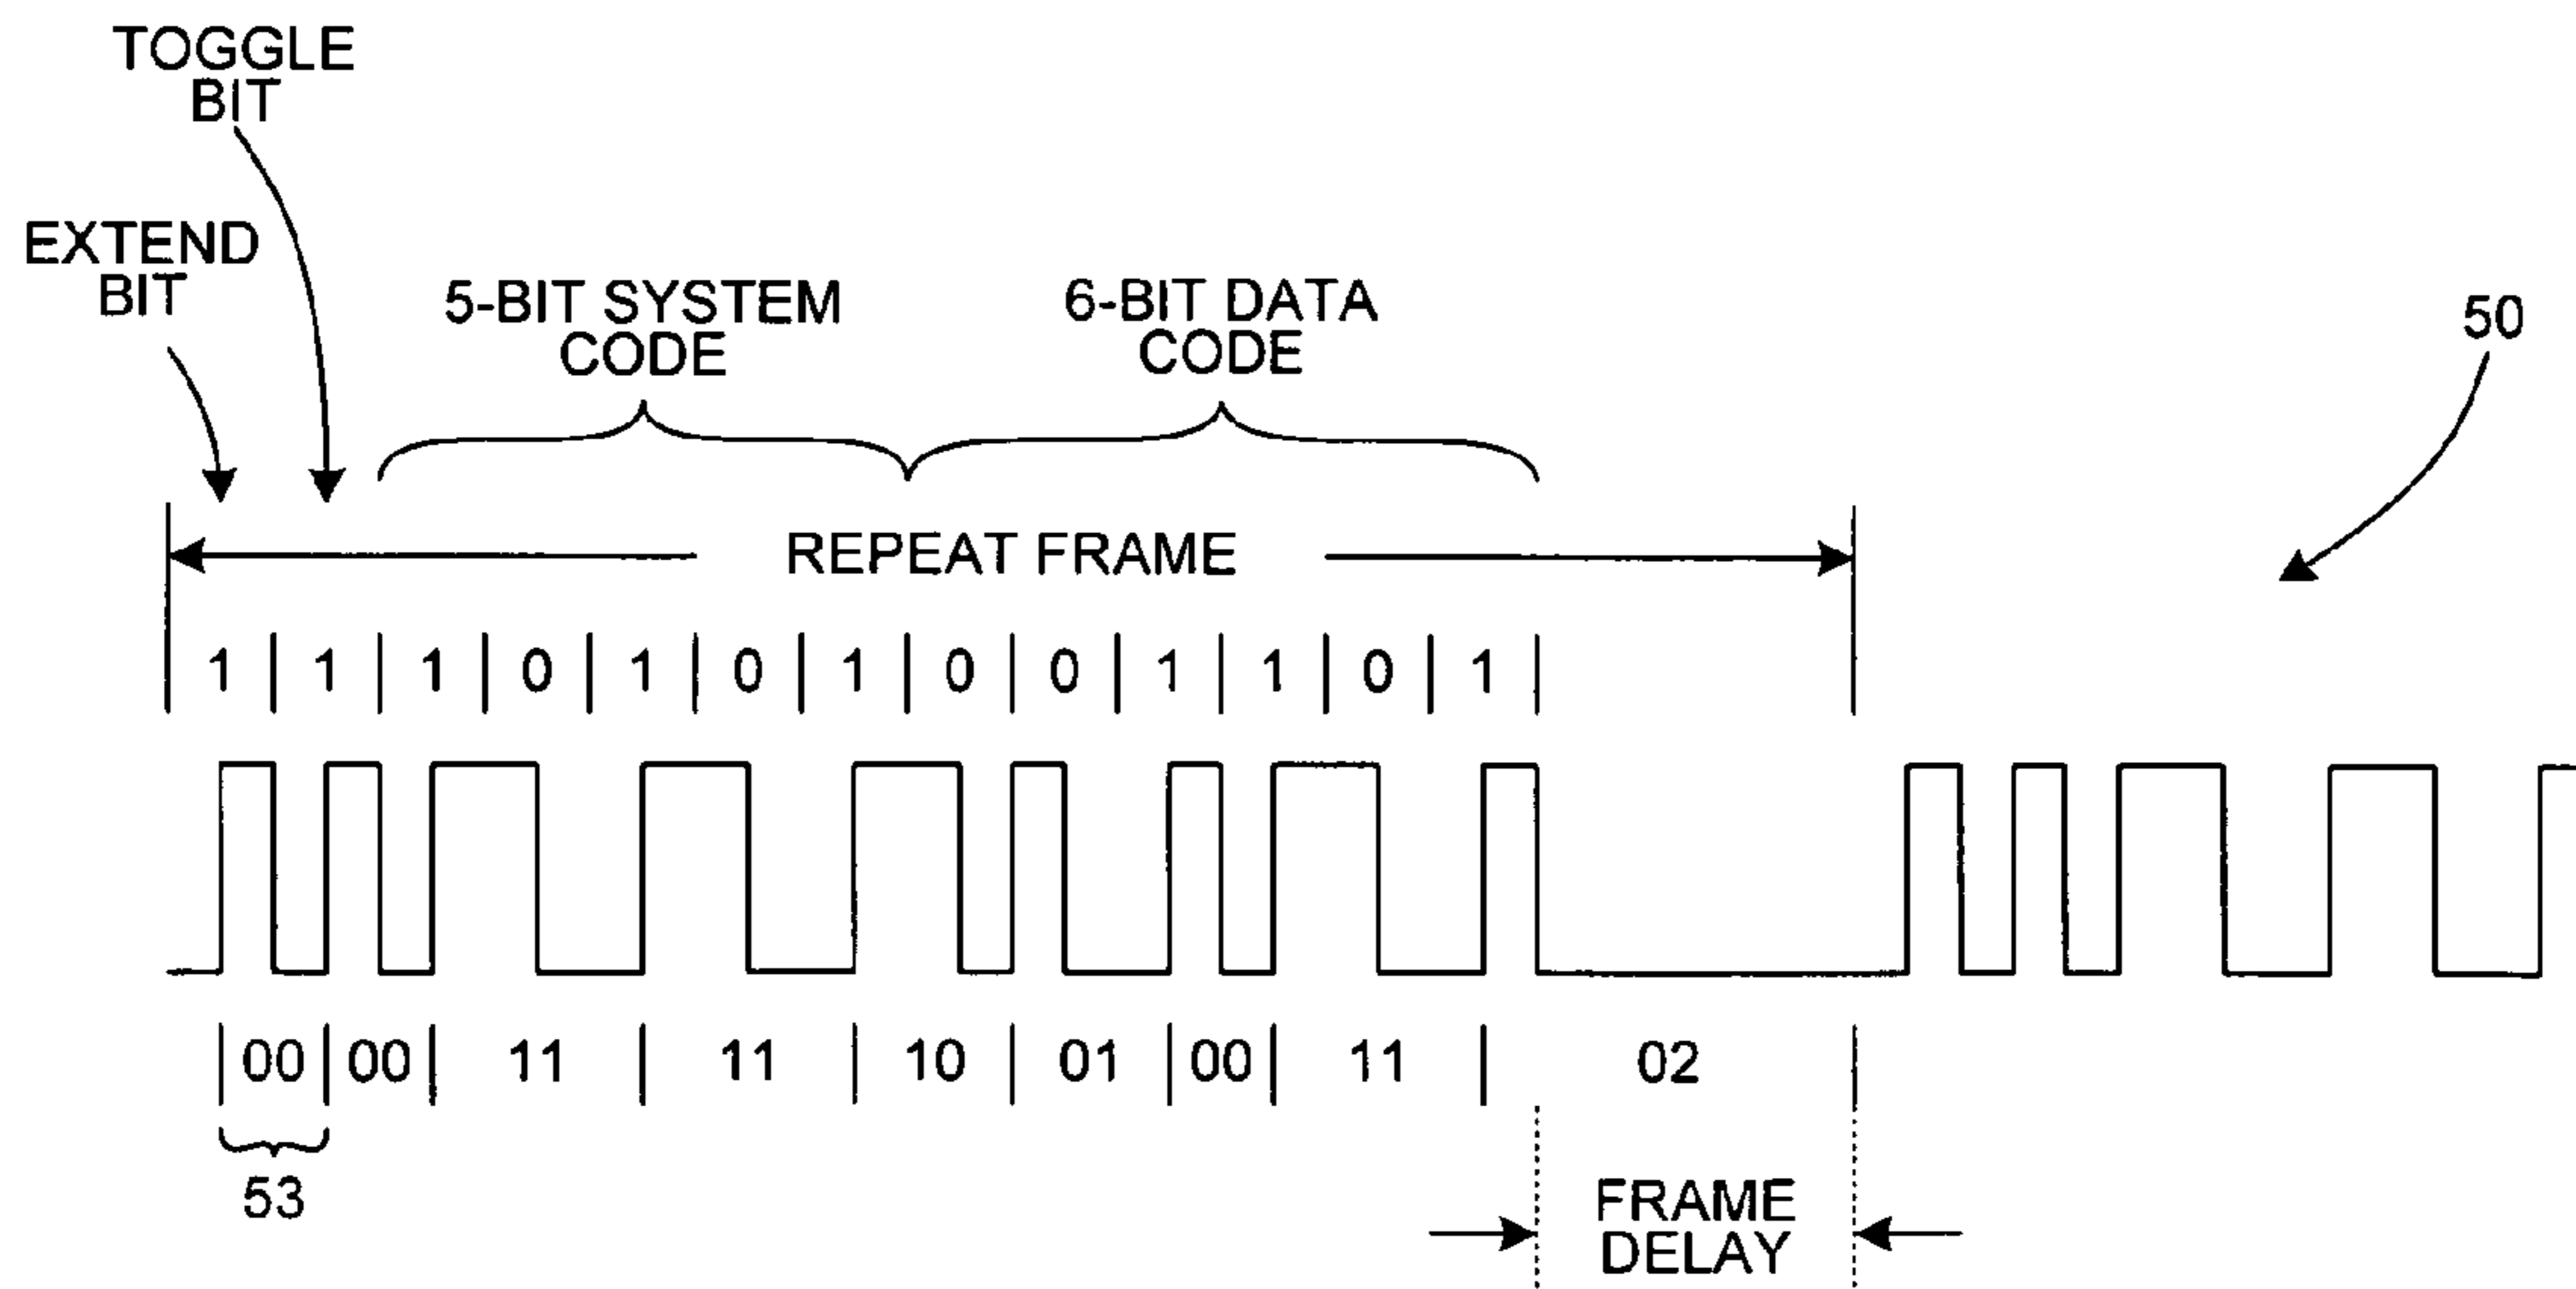 TOGGLE
BIT
EXTEND
BIT
5-BIT SYSTEM
CODE
6-BIT DATA
CODE
50
REPEAT FRAME
1 1 1 0 1 0 1 0 0 1 1 0 1
00 00 11 11 10 01 00 11 02
53
FRAME
DELAY